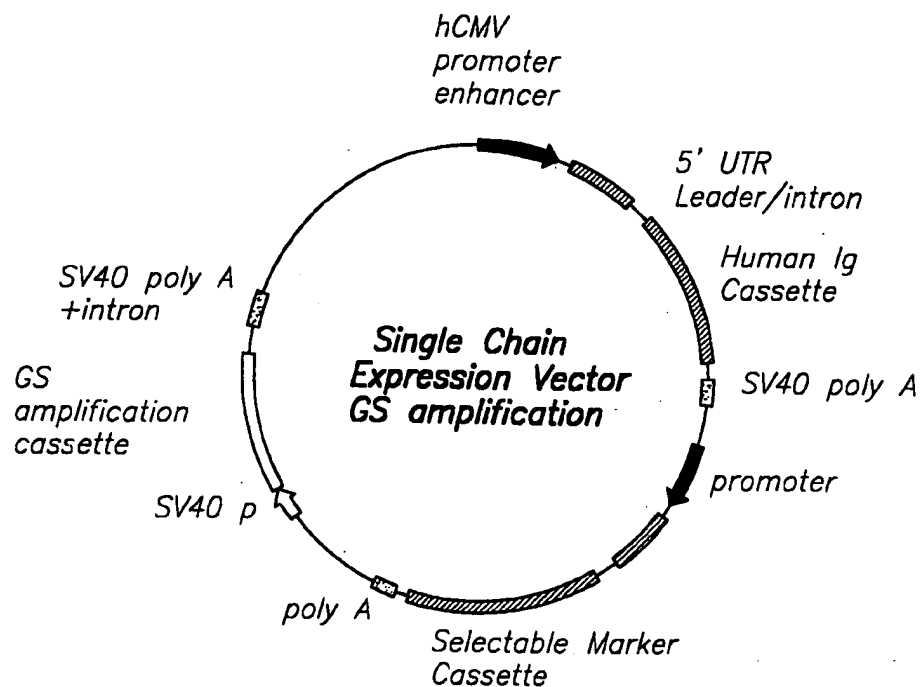 hCMV
promoter
enhancer
5' UTR
Leader/intron
Human Ig
Cassette
SV40 poly A
promoter
Selectable Marker
Cassette
poly A
SV40 p
GS
amplification
cassette
SV40 poly A
+intron
Single Chain
Expression Vector
GS amplification